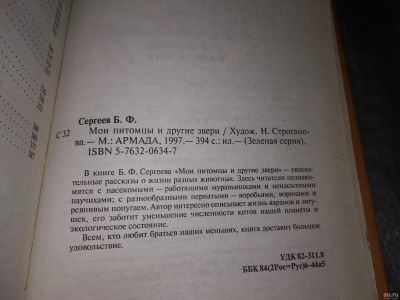 Сергеев Б. Ф.
С 32
Мои питомцы и другие звери / Худож. Н. Строгано-
ва.— М.: АРМАДА, 1997.— 394 с.: ил.— (Зеленая серия).
ISBN 5-7632-0634-7
В книге Б. Ф. Сергеева «Мои питомцы и другие звери» — увлека-
тельные рассказы о жизни разных животных. Здесь читатели познако-
мятся с насекомыми — работящими муравьишками и ненасытными
паучихами; с разнообразными пернатыми — воробьями, воронами и
ревнивым попугаем. Автор интересно описывает жизнь варанов и лягу-
шек, его заботит уменьшение численности китов нашей планеты и
экологическое состояние.
Всем, кто любит братьев наших меньших, книга доставит большое
удовольствие.
УДК 82-311.8
ББК 84(2Рос=Рус)6-44я5
au.ru